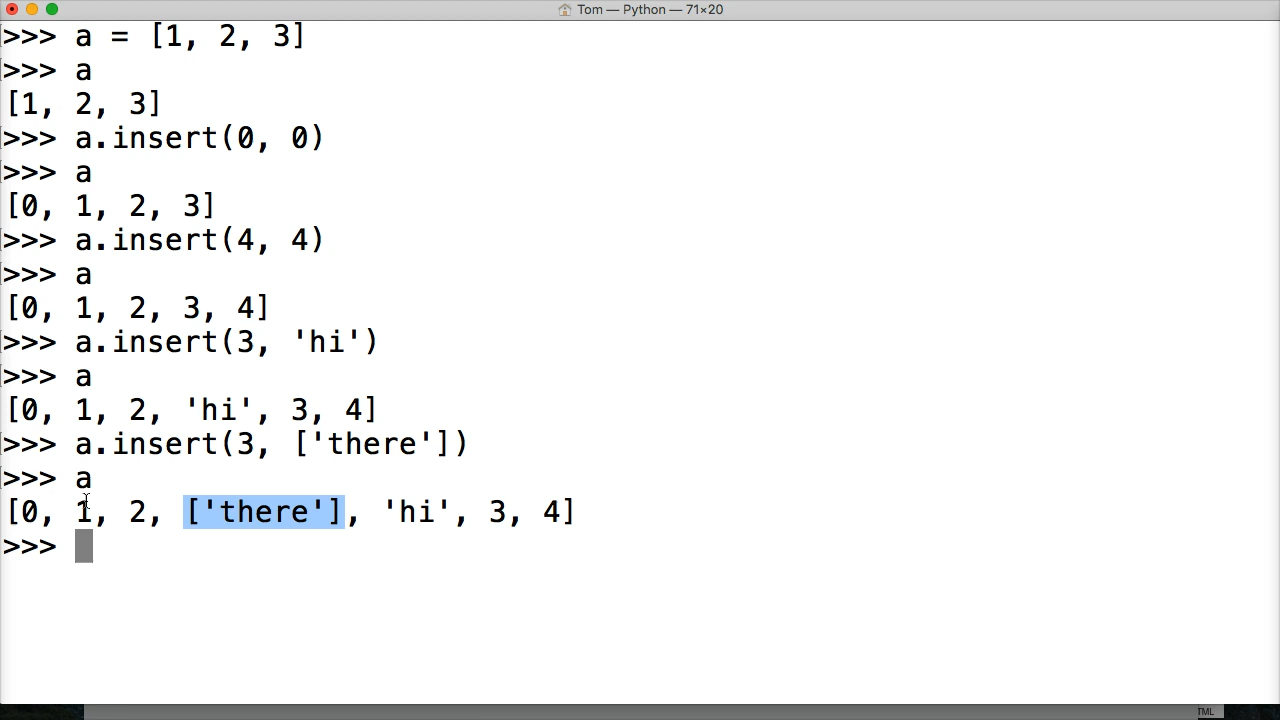 Tom — Python — 71×20
>>> a = [1, 2, 3]
>>> a
[1, 2, 3]
>>> a.insert(0, 0)
>>> a
[0, 1, 2, 3]
>>> a.insert(4, 4)
>>> a
[0, 1, 2, 3, 4]
>>> a.insert(3, 'hi')
>>> a
[0, 1, 2, 'hi', 3, 4]
>>> a.insert(3, ['there'])
>>> a
[0, 1, 2, ['there'], 'hi', 3, 4]
>>>
TML